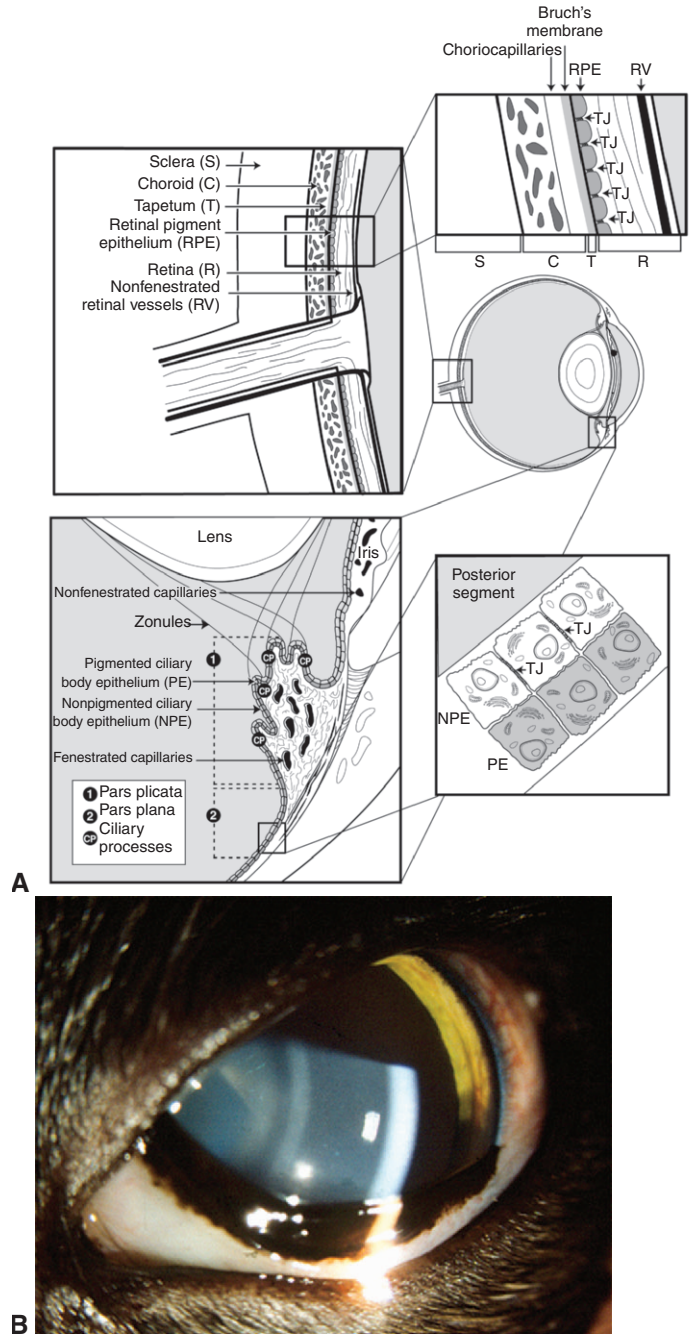 Bruch's
membrane
Choriocapillaries
RPE
RV
TJ
TJ
TJ
TJ
TJ
S
C
T
R
Sclera (S)
Choroid (C)
Tapetum (T)
Retinal pigment
epithelium (RPE)
Retina (R)
Nonfenestrated
retinal vessels (RV)
Lens
Iris
Nonfenestrated capillaries
Zonules
1
CP
CP
Pigmented ciliary
body epithelium (PE)
CP
Nonpigmented ciliary
body epithelium (NPE)
CP
Fenestrated capillaries
1 Pars plicata
2 Pars plana
CP Ciliary
processes
2
Posterior
segment
TJ
TJ
NPE
PE
A
B